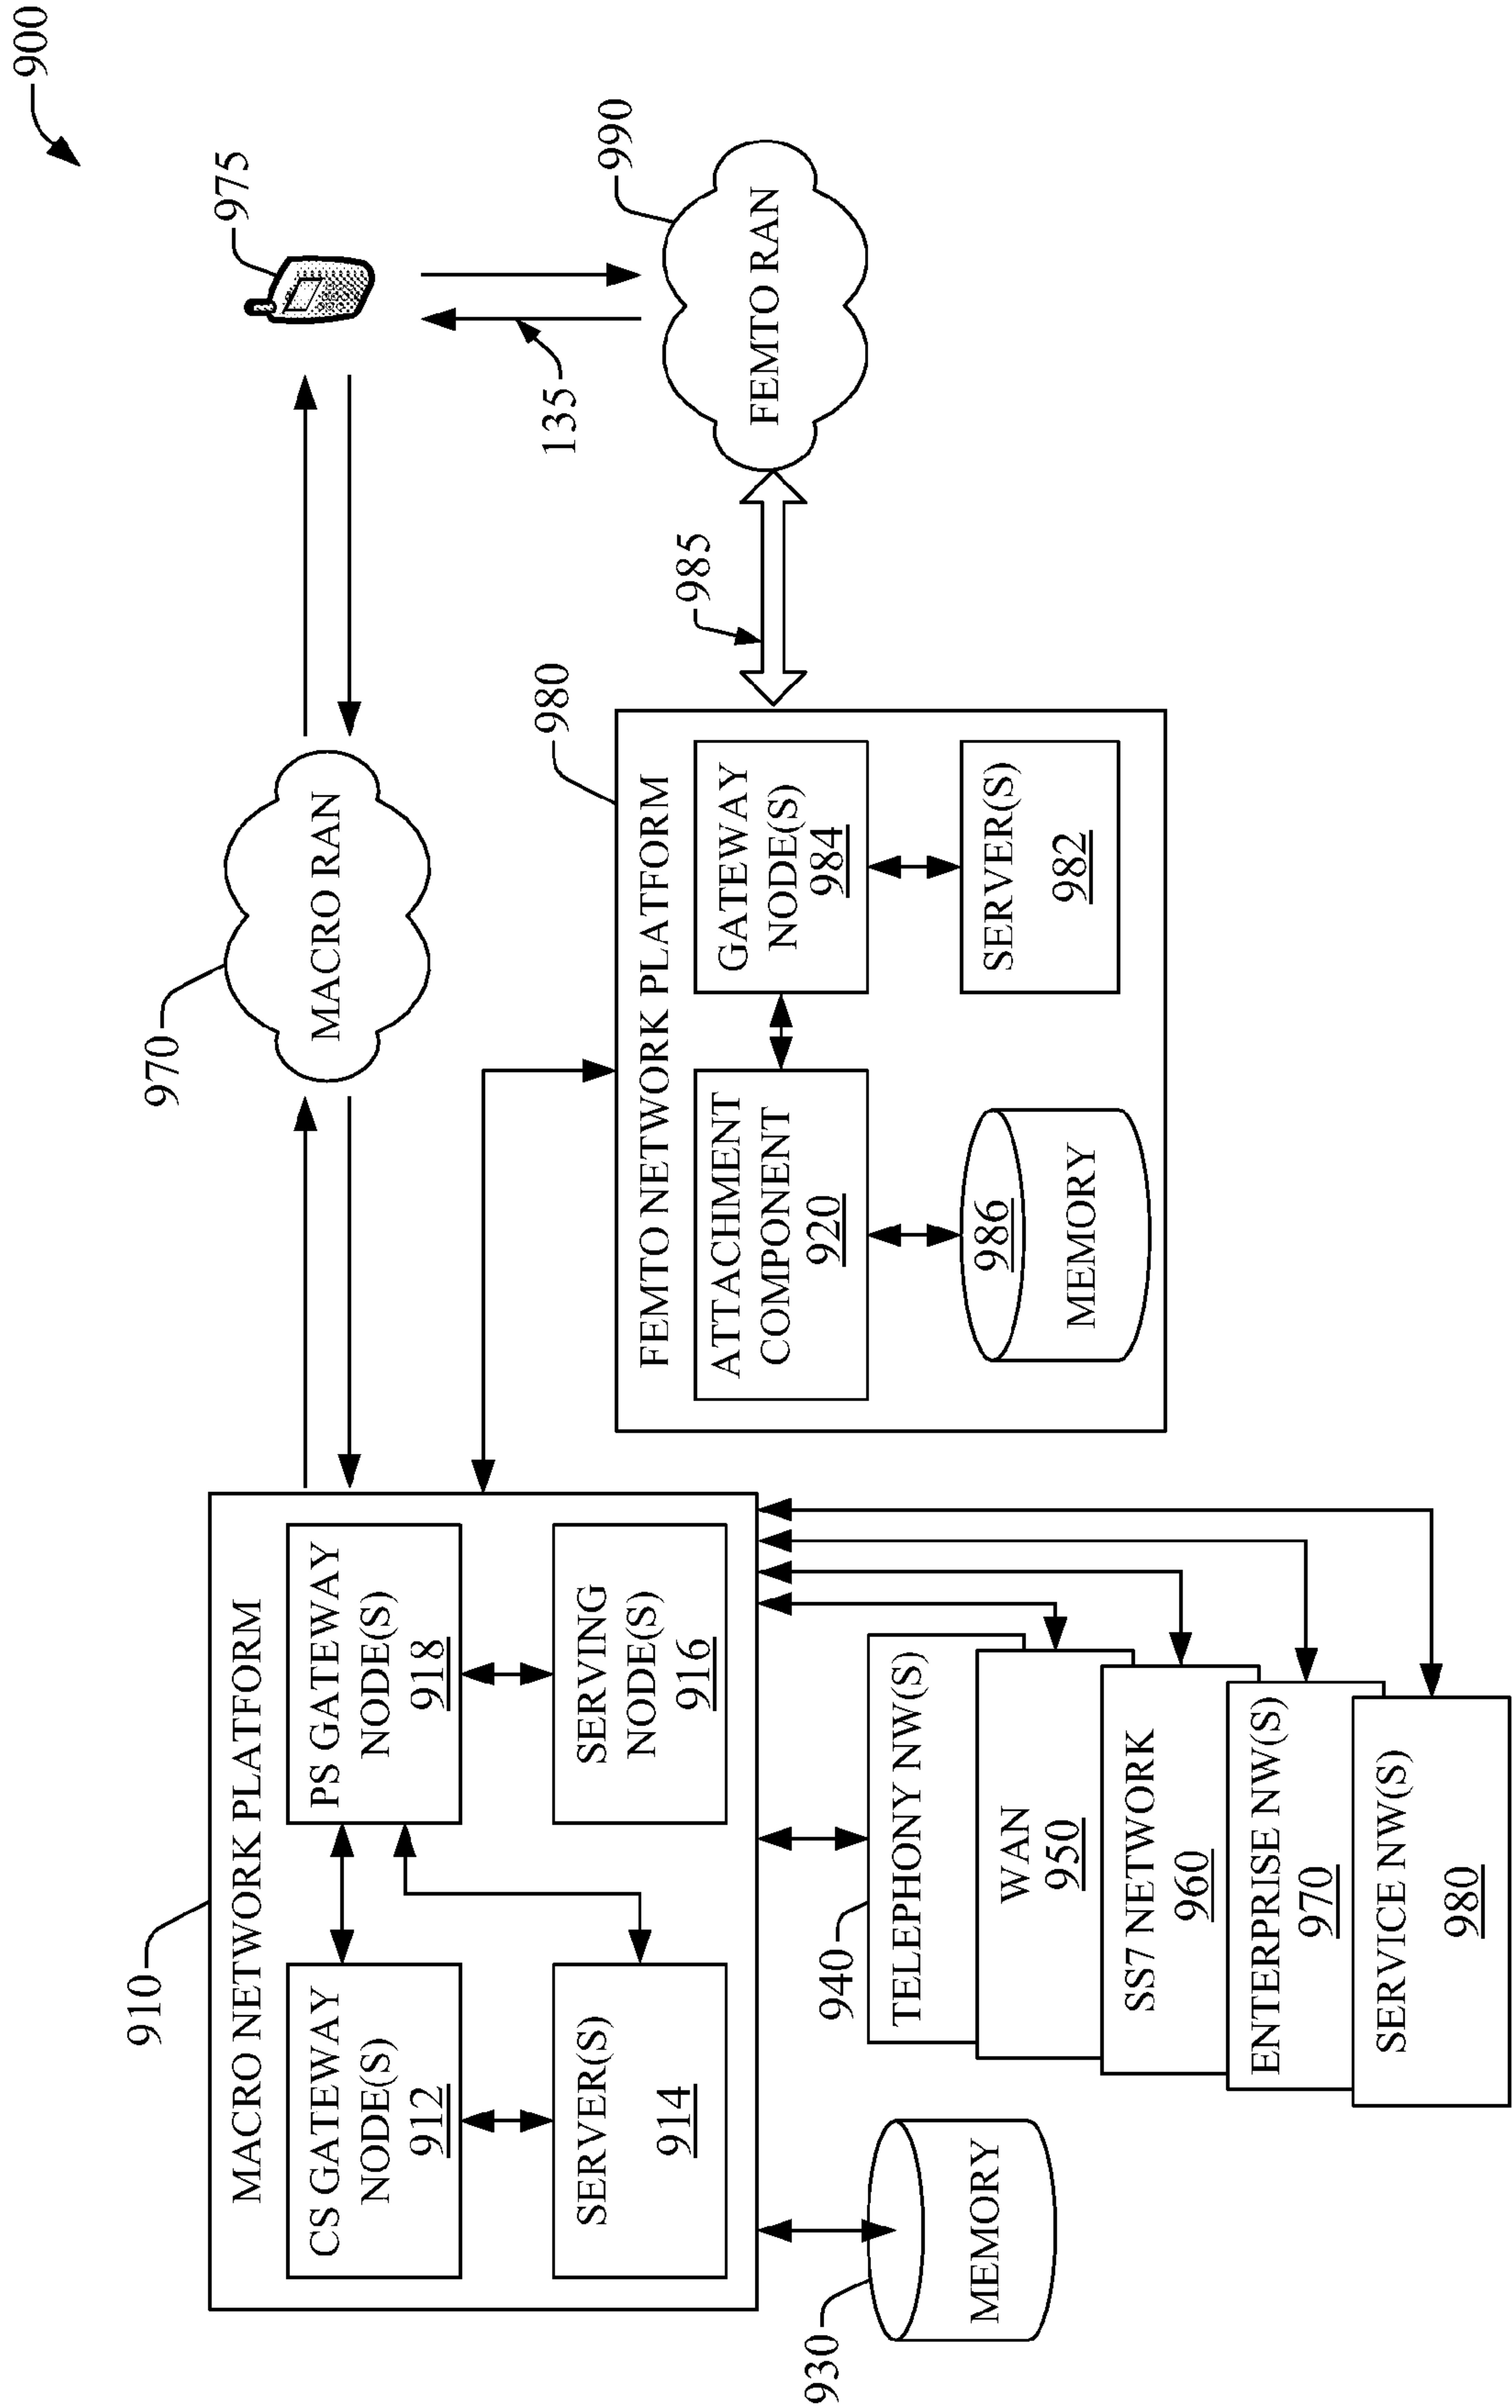 900
975
970
MACRO RAN
910
MACRO NETWORK PLATFORM
CS GATEWAY
NODE(S)
912
PS GATEWAY
NODE(S)
918
SERVER(S)
914
SERVING
NODE(S)
916
135
990
FEMTO RAN
985
980
FEMTO NETWORK PLATFORM
ATTACHMENT
COMPONENT
920
GATEWAY
NODE(S)
984
986
MEMORY
SERVER(S)
982
930
MEMORY
940
TELEPHONY NW(S)
WAN
950
SS7 NETWORK
960
ENTERPRISE NW(S)
970
SERVICE NW(S)
980